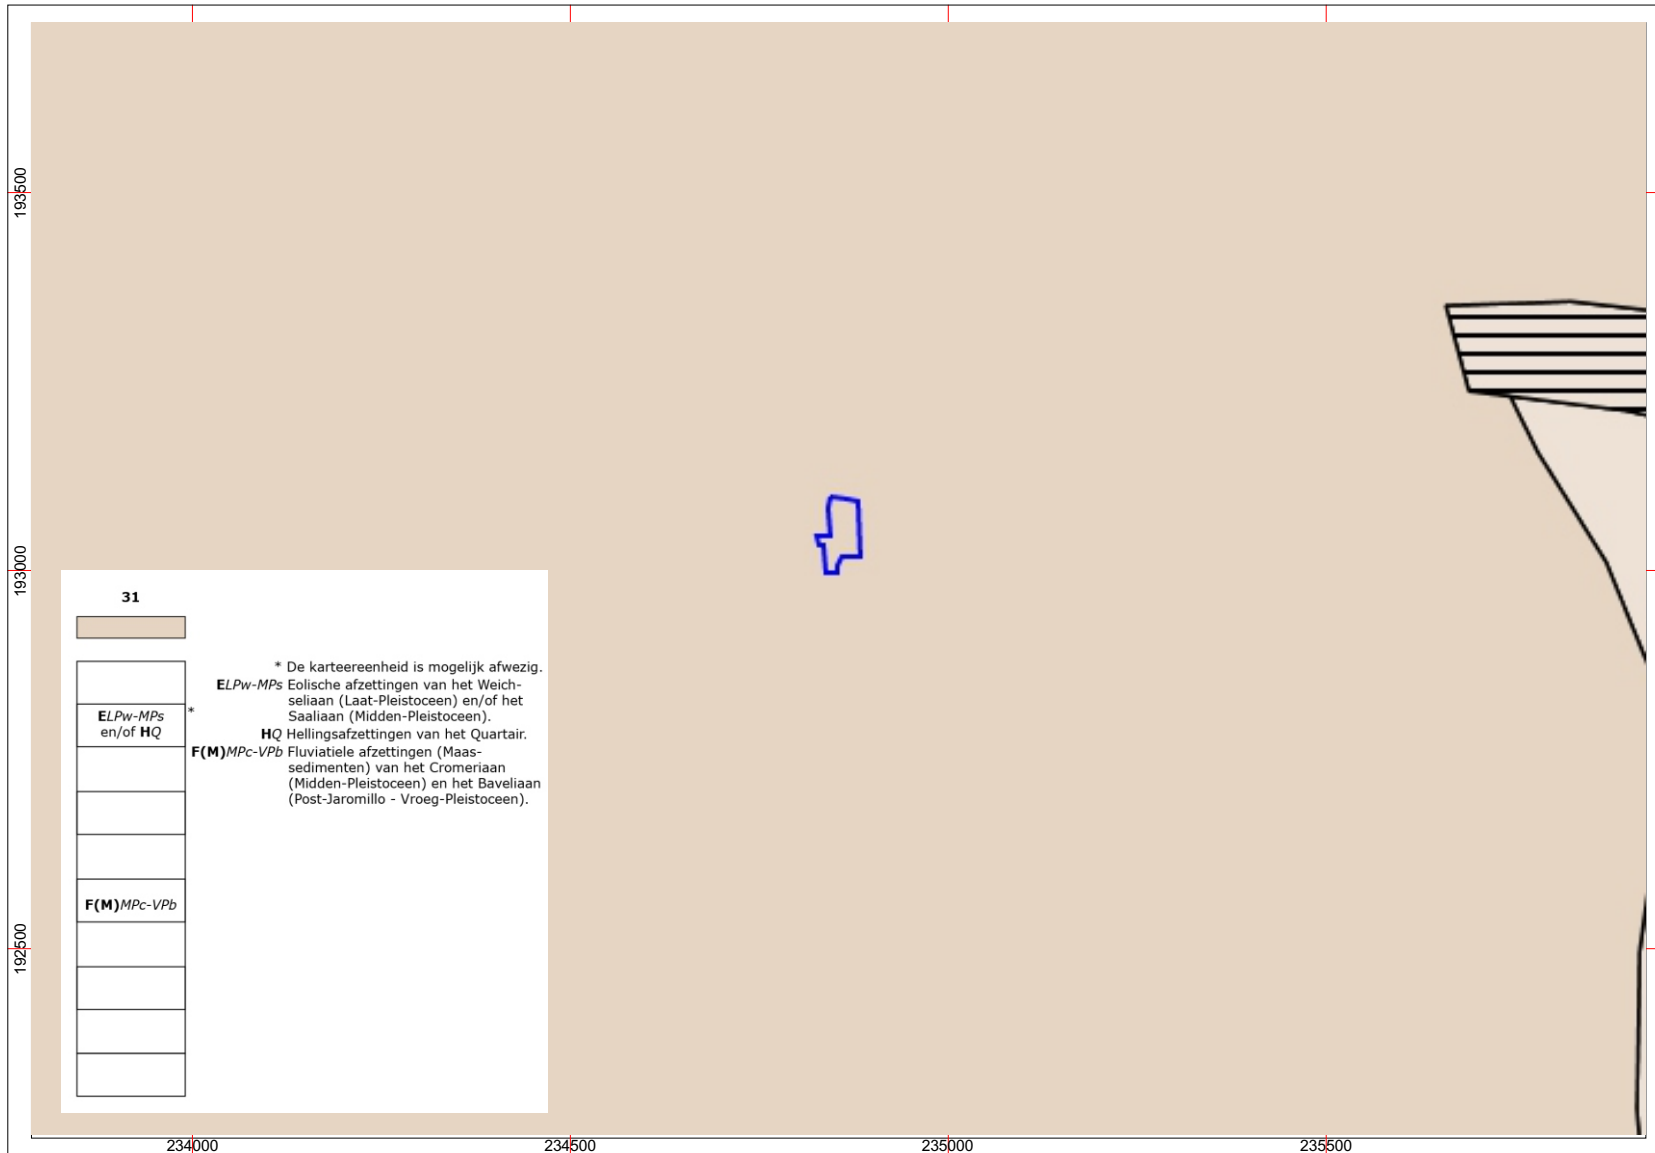 193500
193000
31
* De karteereenheid is mogelijk afwezig.
ELPw-MPs Eolische afzettingen van het Weich-
seliaan (Laat-Pleistoceen) en/of het
Saaliaan (Midden-Pleistoceen).
ELPw-MPs *
en/of HQ
HQ Hellingsafzettingen van het Quartair.
F(M)MPc-VPb Fluviatiele afzettingen (Maas-
sedimenten) van het Cromeriaan
(Midden-Pleistoceen) en het Baveliaan
(Post-Jaromillo - Vroeg-Pleistoceen).
F(M)MPc-VPb
192500
234000 234500 235000 235500